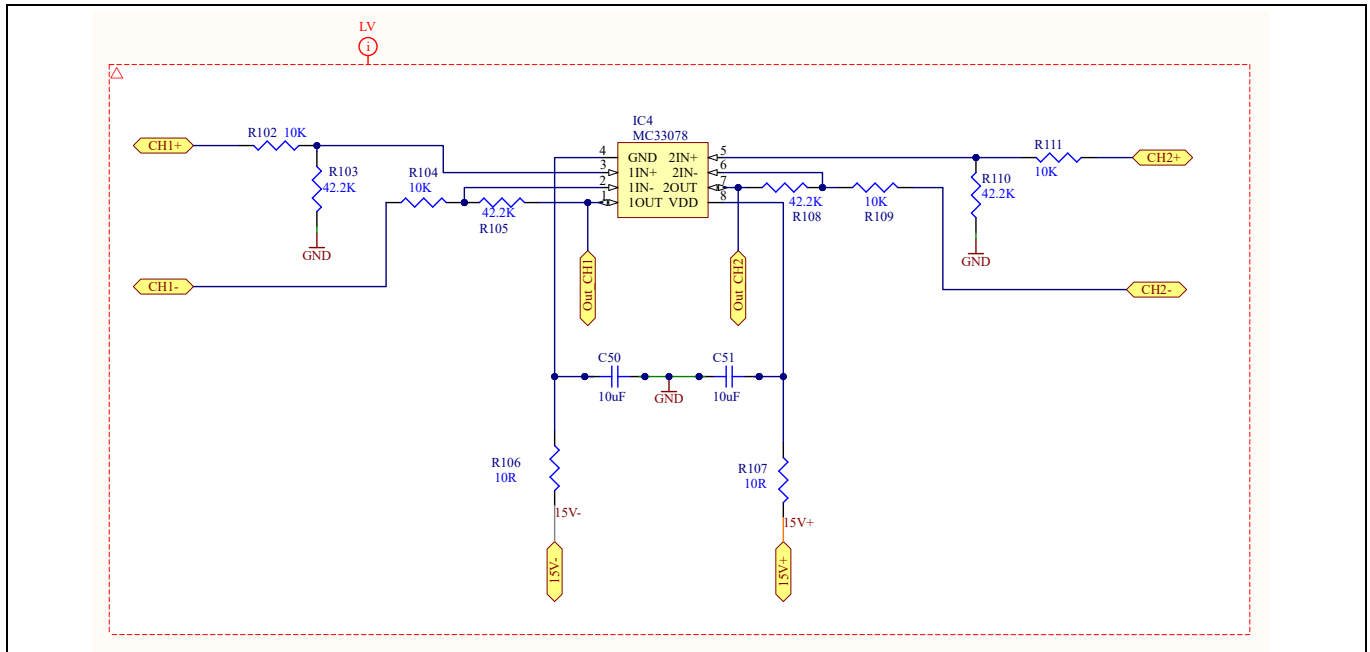 LV
i
IC4
MC33078
CH1+
R102 10K
R103
42.2K
GND
R104
10K
42.2K
R105
CH1-
4 GND 2IN+ 5
3 1IN+ 2IN- 6
2 1IN- 2OUT 7
1 1OUT VDD 8
42.2K
R108
10K
R109
R111
10K
CH2+
R110
42.2K
GND
CH2-
Out_CH1
Out_CH2
C50
10uF
GND
C51
10uF
R106
10R
15V-
15V-
R107
10R
15V+
15V+